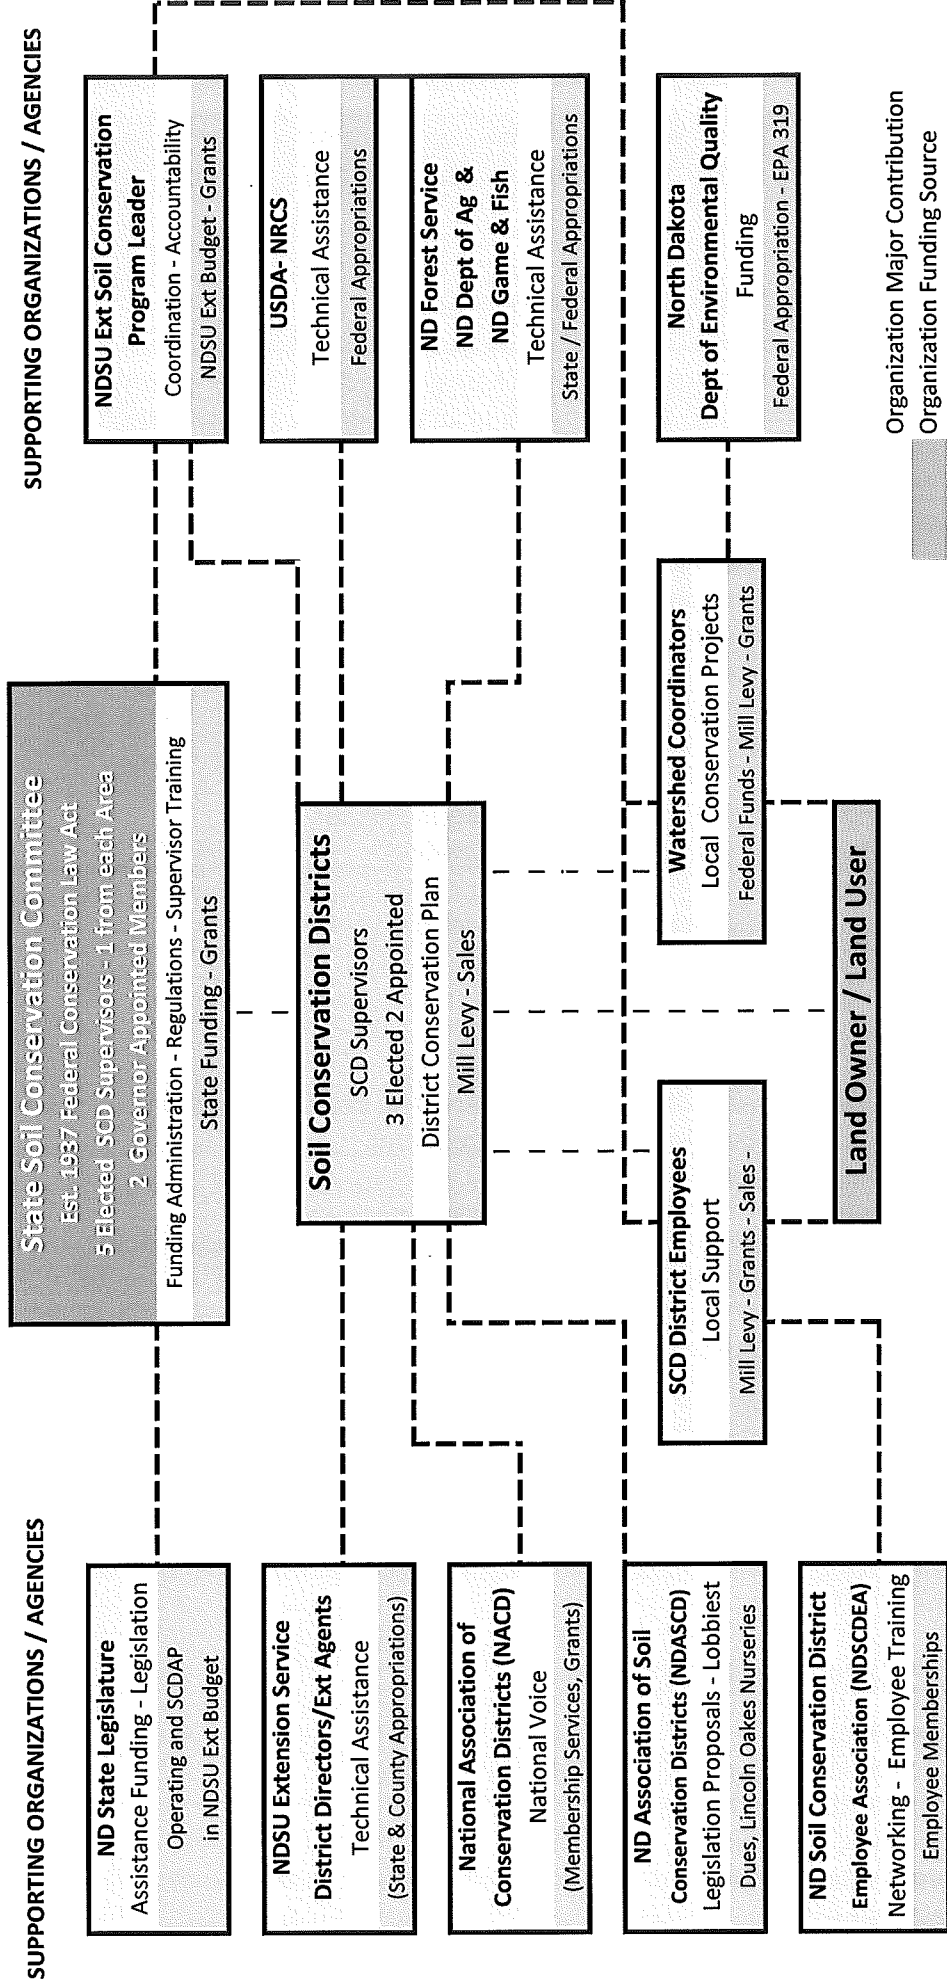 SUPPORTING ORGANIZATIONS / AGENCIES
SUPPORTING ORGANIZATIONS / AGENCIES
ND State Legislature
Assistance Funding - Legislation
Operating and SCDAP
in NDSU Ext Budget
NDSU Extension Service
District Directors/Ext Agents
Technical Assistance
(State & County Appropriations)
National Association of
Conservation Districts (NACD)
National Voice
(Membership Services, Grants)
ND Association of Soil
Conservation Districts (NDASCD)
Legislation Proposals - Lobbiest
Dues, Lincoln Oakes Nurseries
ND Soil Conservation District
Employee Association (NDSCDEA)
Networking - Employee Training
Employee Memberships
State Soil Conservation Committee
Est. 1937 Federal Conservation Law Act
5 Elected SCD Supervisors - 1 from each Area
2 Governor Appointed Members
Funding Administration - Regulations - Supervisor Training
State Funding - Grants
Soil Conservation Districts
SCD Supervisors
3 Elected 2 Appointed
District Conservation Plan
Mill Levy - Sales
SCD District Employees
Local Support
Mill Levy - Grants - Sales -
Watershed Coordinators
Local Conservation Projects
Federal Funds - Mill Levy - Grants
Land Owner / Land User
NDSU Ext Soil Conservation
Program Leader
Coordination - Accountability
NDSU Ext Budget - Grants
USDA- NRCS
Technical Assistance
Federal Appropriations
ND Forest Service
ND Dept of Ag &
ND Game & Fish
Technical Assistance
State / Federal Appropriations
North Dakota
Dept of Environmental Quality
Funding
Federal Appropriation - EPA 319
Organization Major Contribution
Organization Funding Source